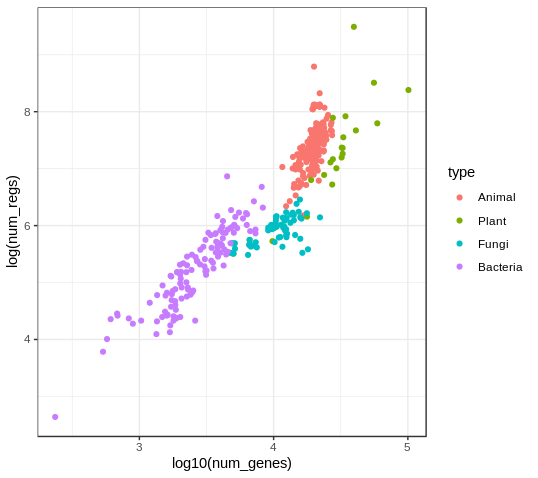 log(num_regs)
8
6
4
3
4
5
log10(num_genes)
type
Animal
Plant
Fungi
Bacteria